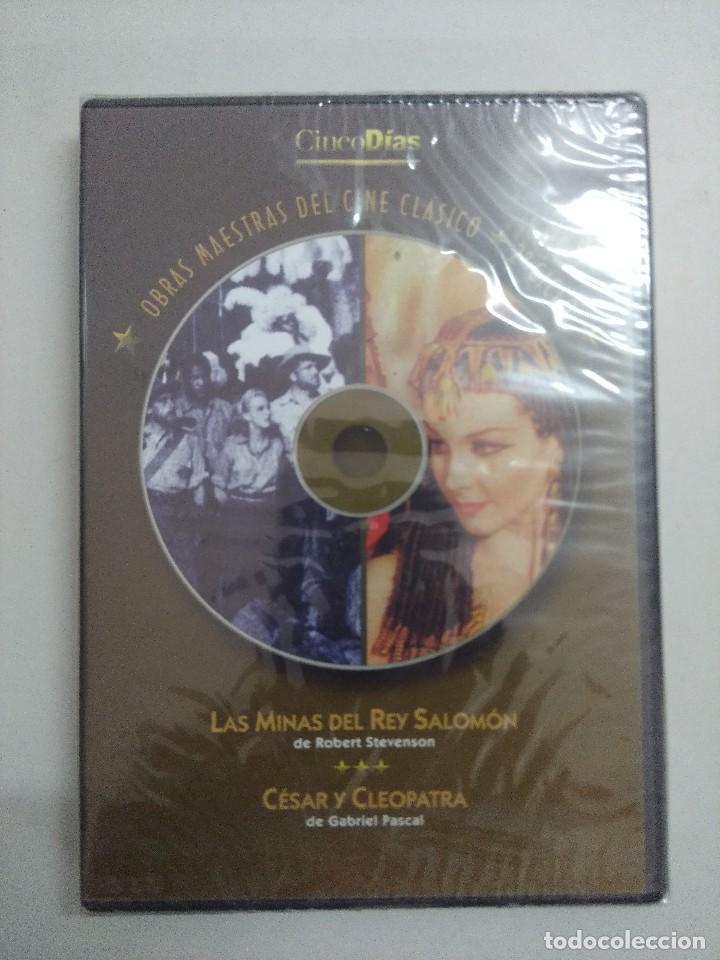 CincoDías
OBRAS MAESTRAS DEL CINE CLÁSICO
LAS MINAS DEL REY SALOMÓN
de Robert Stevenson
CÉSAR Y CLEOPATRA
de Gabriel Pascal
todocoleccion.net